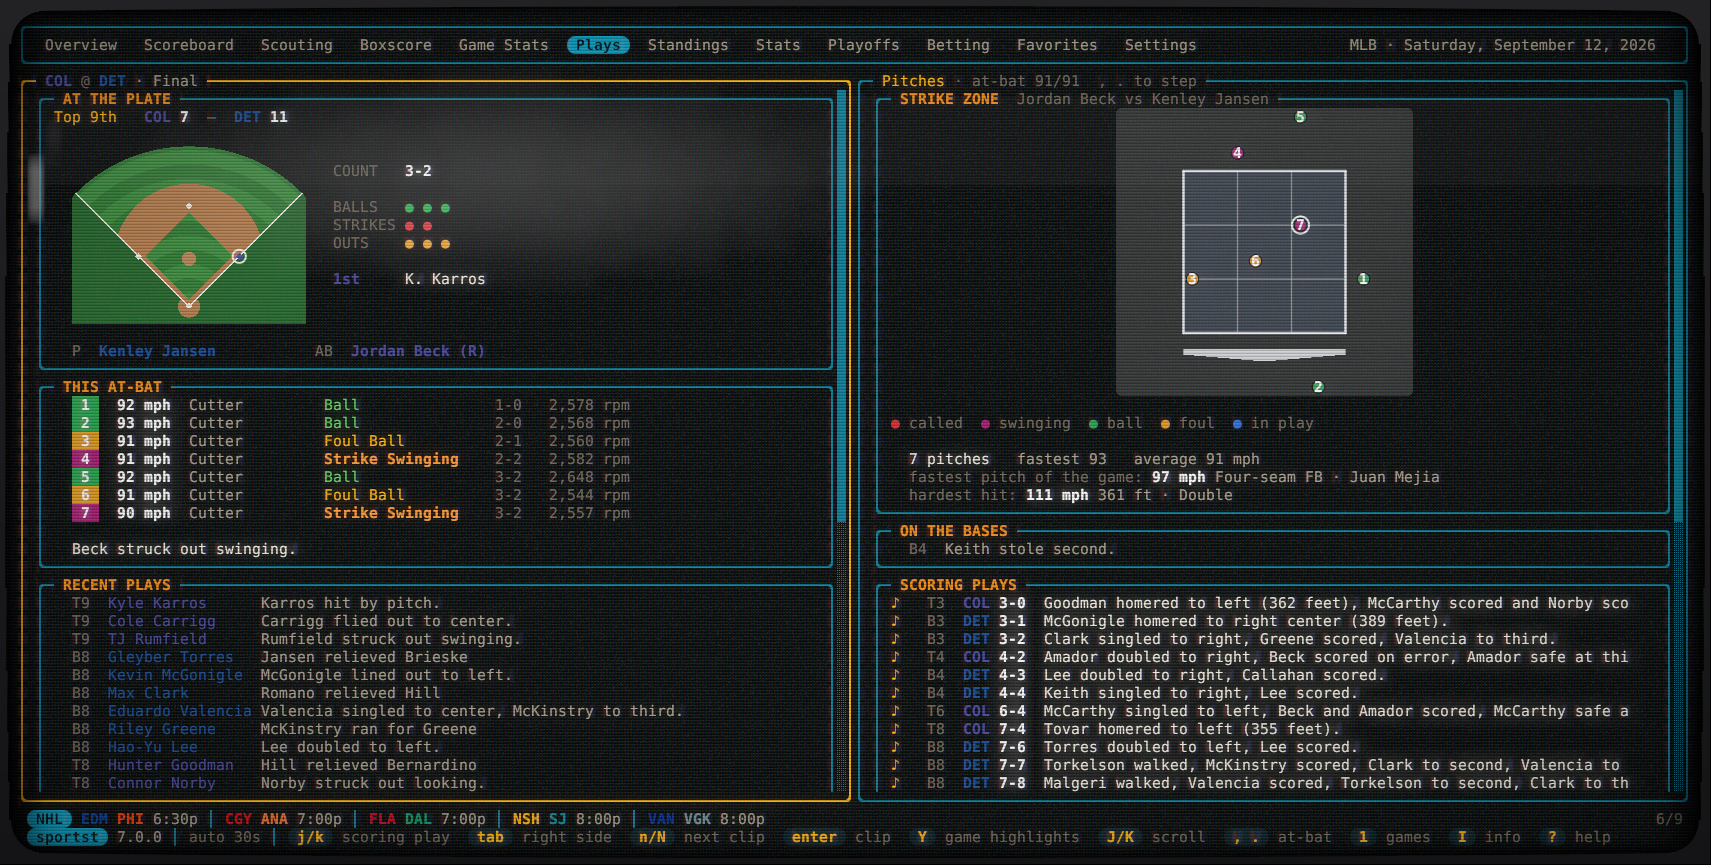 Overview Scoreboard Scouting Boxscore Game Stats Plays Standings Stats Playoffs Betting Favorites Settings MLB · Saturday, September 12, 2026
COL @ DET · Final
AT THE PLATE
Top 9th COL 7 — DET 11
COUNT 3-2
BALLS
STRIKES
OUTS
1st K. Karros
P Kenley Jansen AB Jordan Beck (R)
THIS AT-BAT
1 92 mph Cutter Ball 1-0 2,578 rpm
2 93 mph Cutter Ball 2-0 2,568 rpm
3 91 mph Cutter Foul Ball 2-1 2,560 rpm
4 91 mph Cutter Strike Swinging 2-2 2,582 rpm
5 92 mph Cutter Ball 3-2 2,648 rpm
6 91 mph Cutter Foul Ball 3-2 2,544 rpm
7 90 mph Cutter Strike Swinging 3-2 2,557 rpm
Beck struck out swinging.
RECENT PLAYS
T9 Kyle Karros Karros hit by pitch.
T9 Cole Carrigg Carrigg flied out to center.
T9 TJ Rumfield Rumfield struck out swinging.
B8 Gleyber Torres Jansen relieved Brieske
B8 Kevin McGonigle McGonigle lined out to left.
B8 Max Clark Romano relieved Hill
B8 Eduardo Valencia Valencia singled to center, McKinstry to third.
B8 Riley Greene McKinstry ran for Greene
B8 Hao-Yu Lee Lee doubled to left.
T8 Hunter Goodman Hill relieved Bernardino
T8 Connor Norby Norby struck out looking.
Pitches · at-bat 91/91 , . to step
STRIKE ZONE Jordan Beck vs Kenley Jansen
5
4
7
6
3
1
2
called swinging ball foul in play
7 pitches fastest 93 average 91 mph
fastest pitch of the game: 97 mph Four-seam FB · Juan Mejia
hardest hit: 111 mph 361 ft · Double
ON THE BASES
B4 Keith stole second.
SCORING PLAYS
♪ T3 COL 3-0 Goodman homered to left (362 feet), McCarthy scored and Norby sco
♪ B3 DET 3-1 McGonigle homered to right center (389 feet).
♪ B3 DET 3-2 Clark singled to right, Greene scored, Valencia to third.
♪ T4 COL 4-2 Amador doubled to right, Beck scored on error, Amador safe at thi
♪ B4 DET 4-3 Lee doubled to right, Callahan scored.
♪ B4 DET 4-4 Keith singled to right, Lee scored.
♪ T6 COL 6-4 McCarthy singled to left, Beck and Amador scored, McCarthy safe a
♪ T8 COL 7-4 Tovar homered to left (355 feet).
♪ B8 DET 7-6 Torres doubled to left, Lee scored.
♪ B8 DET 7-7 Torkelson walked, McKinstry scored, Clark to second, Valencia to
♪ B8 DET 7-8 Malgeri walked, Valencia scored, Torkelson to second, Clark to th
NHL EDM PHI 6:30p │ CGY ANA 7:00p │ FLA DAL 7:00p │ NSH SJ 8:00p │ VAN VGK 8:00p 6/9
sportst 7.0.0 │ auto 30s │ j/k scoring play tab right side n/N next clip enter clip Y game highlights J/K scroll , . at-bat 1 games I info ? help